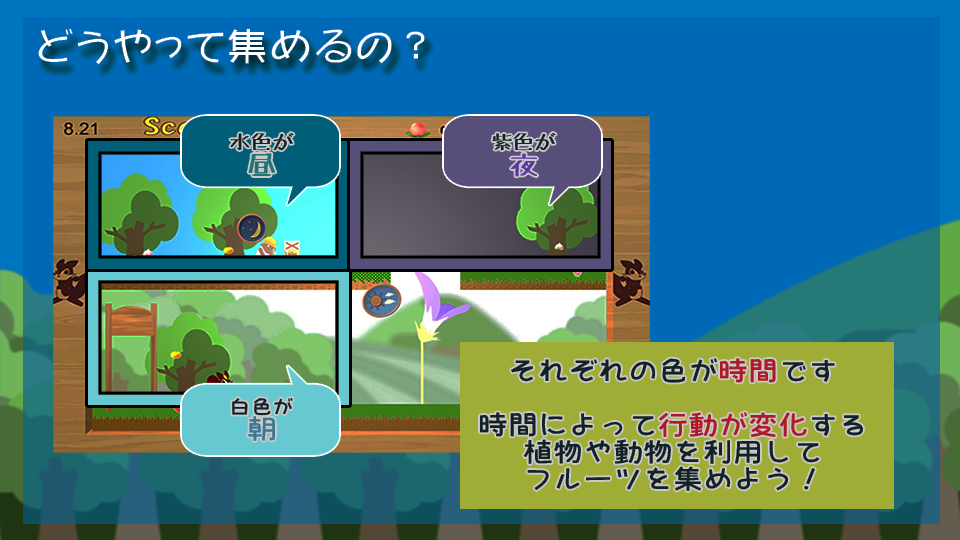 どうやって集めるの？
8.21
水色が
昼
紫色が
夜
白色が
朝
それぞれの色が時間です
時間によって行動が変化する
植物や動物を利用して
フルーツを集めよう！